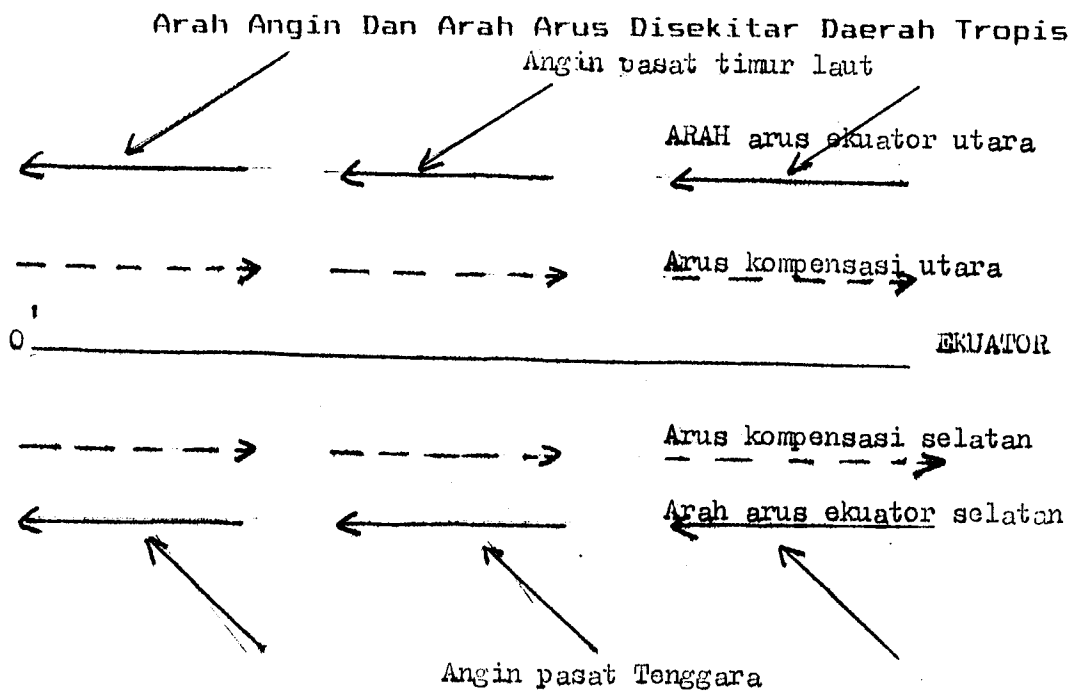 Arah Angin Dan Arah Arus Disekitar Daerah Tropis
Angin pasat timur laut
ARAH arus ekuator utara
Arus kompensasi utara
0'
EKUATOR
Arus kompensasi selatan
Arah arus ekuator selatan
Angin pasat Tenggara